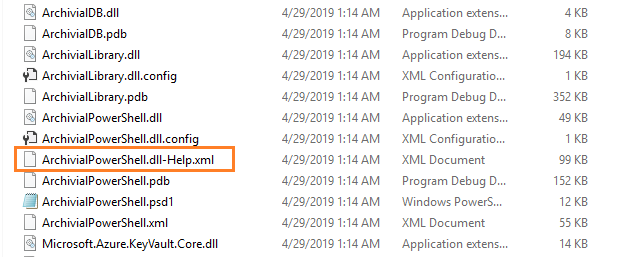 ArchivialDB.dll 4/29/2019 1:14 AM Application extens... 4 KB
ArchivialDB.pdb 4/29/2019 1:14 AM Program Debug D... 8 KB
ArchivialLibrary.dll 4/29/2019 1:14 AM Application extens... 194 KB
ArchivialLibrary.dll.config 4/29/2019 1:14 AM XML Configuratio... 1 KB
ArchivialLibrary.pdb 4/29/2019 1:14 AM Program Debug D... 352 KB
ArchivialPowerShell.dll 4/29/2019 1:14 AM Application extens... 49 KB
ArchivialPowerShell.dll.config 4/29/2019 1:14 AM XML Configuratio... 1 KB
ArchivialPowerShell.dll-Help.xml 4/29/2019 1:14 AM XML Document 99 KB
ArchivialPowerShell.pdb 4/29/2019 1:14 AM Program Debug D... 152 KB
ArchivialPowerShell.psd1 4/29/2019 1:14 AM Windows PowerS... 12 KB
ArchivialPowerShell.xml 4/29/2019 1:14 AM XML Document 55 KB
Microsoft.Azure.KeyVault.Core.dll 4/29/2019 1:14 AM Application extens... 14 KB